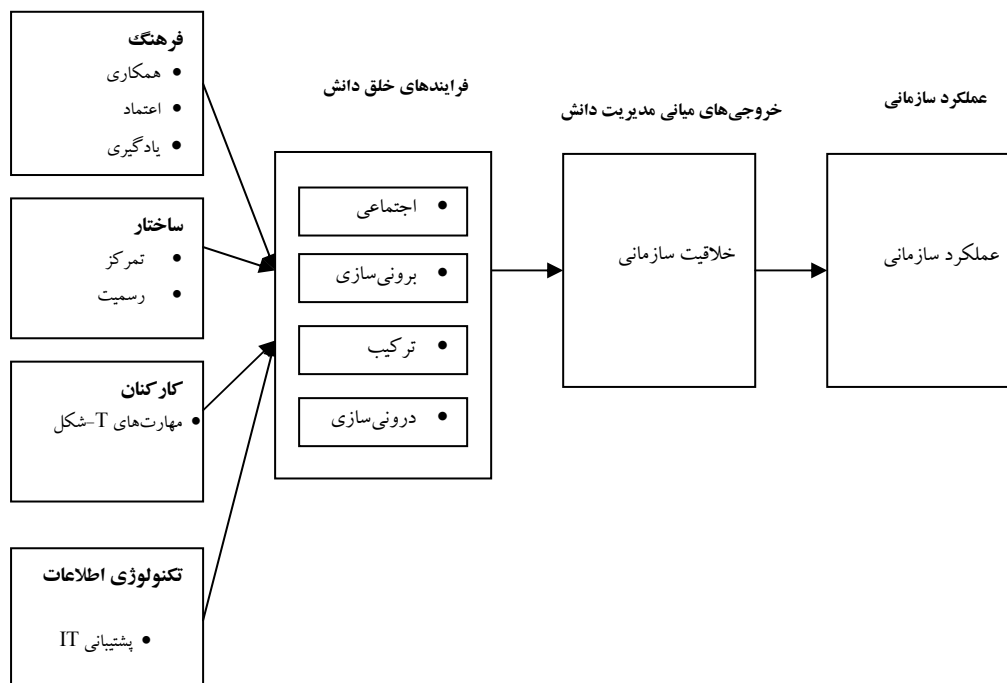 فرهنگ
• همکاری
• اعتماد
• یادگیری
ساختار
• تمرکز
• رسمیت
کارکنان
• مهارت‌های T–شکل
تکنولوژی اطلاعات
• پشتیبانی IT
فرایندهای خلق دانش
• اجتماعی
• برونی‌سازی
• ترکیب
• درونی‌سازی
خروجی‌های میانی مدیریت دانش
خلاقیت سازمانی
عملکرد سازمانی
عملکرد سازمانی